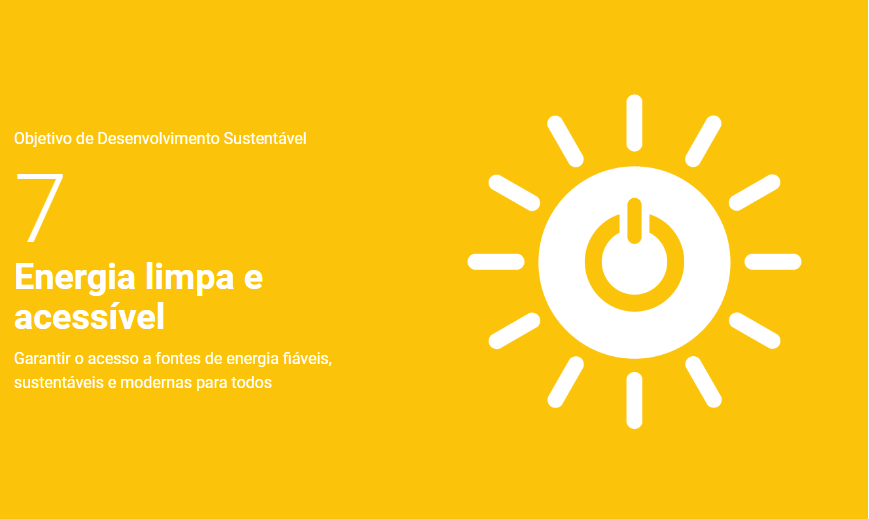 Objetivo de Desenvolvimento Sustentável
7
Energia limpa e
acessível
Garantir o acesso a fontes de energia fiáveis,
sustentáveis e modernas para todos